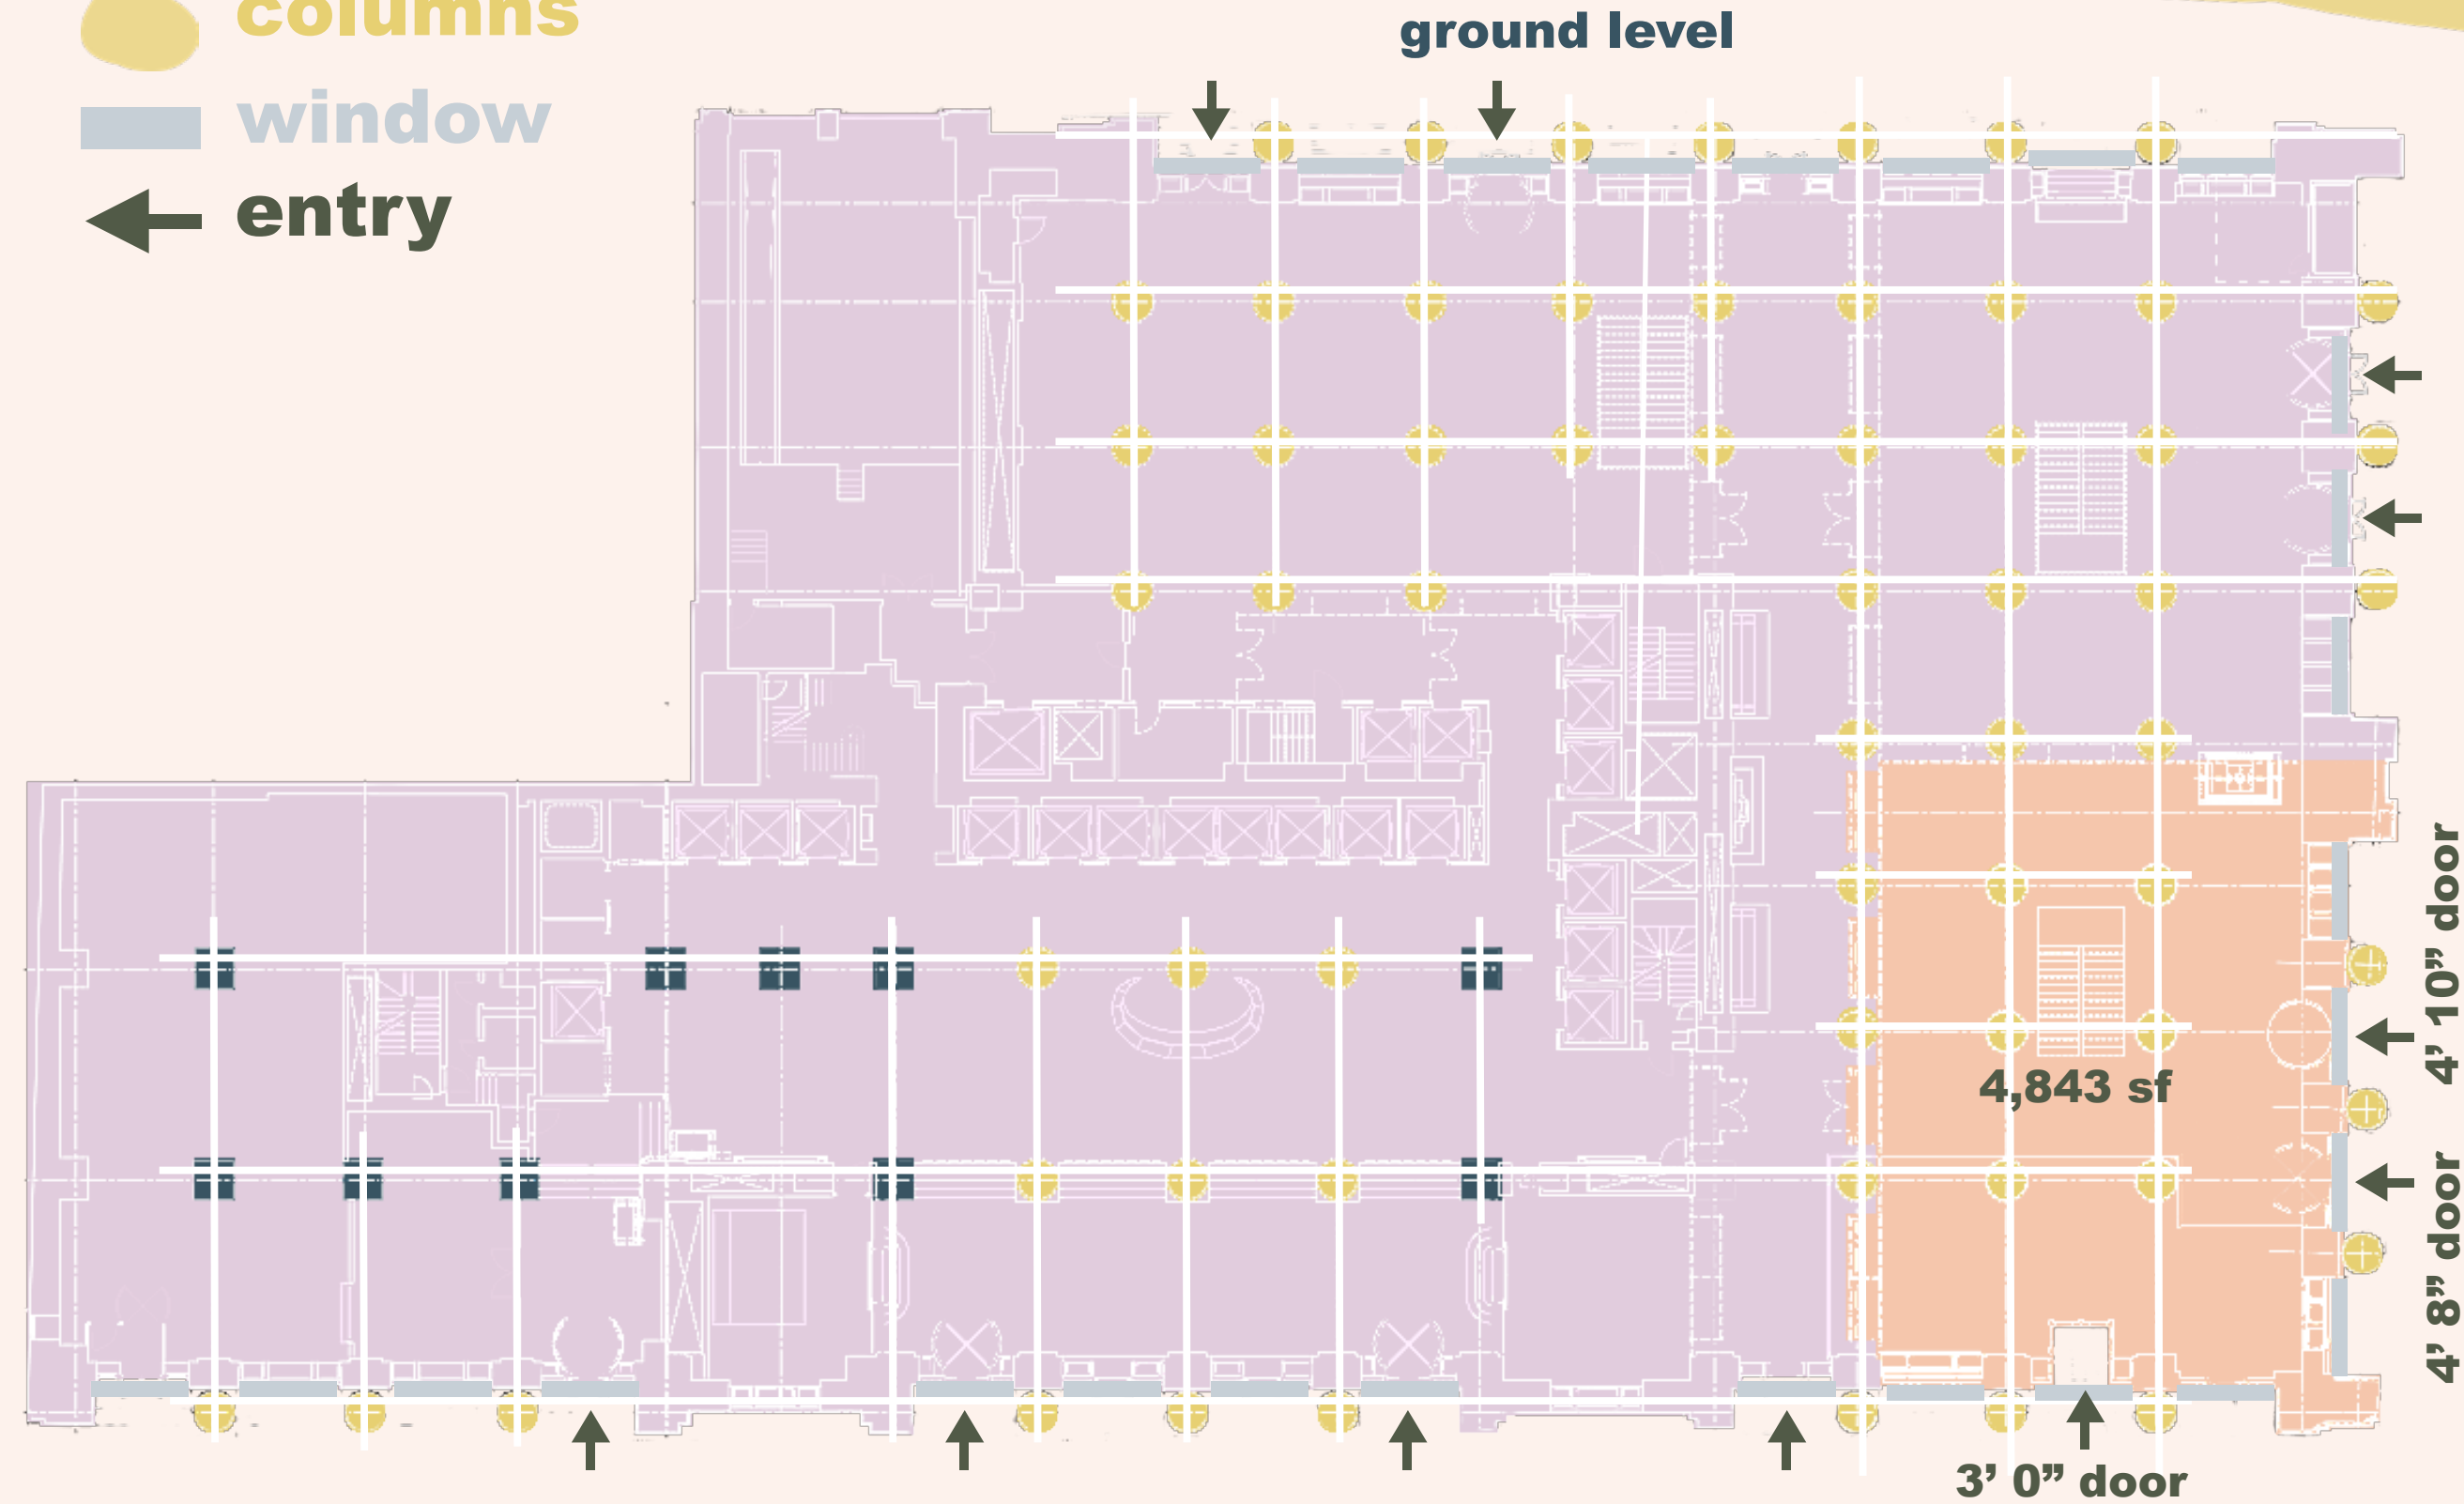 columns
window
entry
ground level
4,843 sf
4’ 10” door
4’ 8” door
3’ 0” door